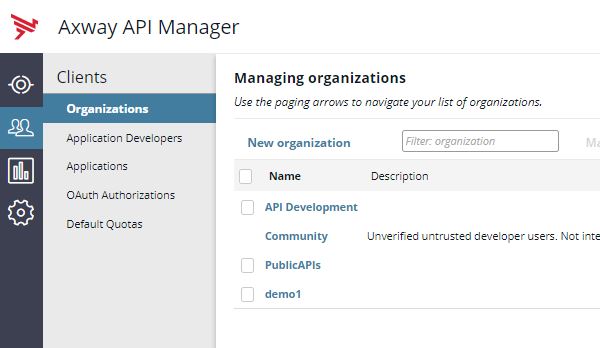 Axway API Manager
Clients
Organizations
Application Developers
Applications
OAuth Authorizations
Default Quotas
Managing organizations
Use the paging arrows to navigate your list of organizations.
New organization Filter: organization
Name Description
API Development
Community Unverified untrusted developer users. Not
PublicAPIs
demo1